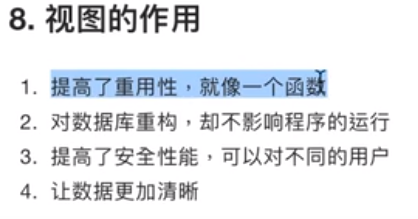 8. 视图的作用
1. 提高了重用性，就像一个函数
2. 对数据库重构，却不影响程序的运行
3. 提高了安全性能，可以对不同的用户
4. 让数据更加清晰